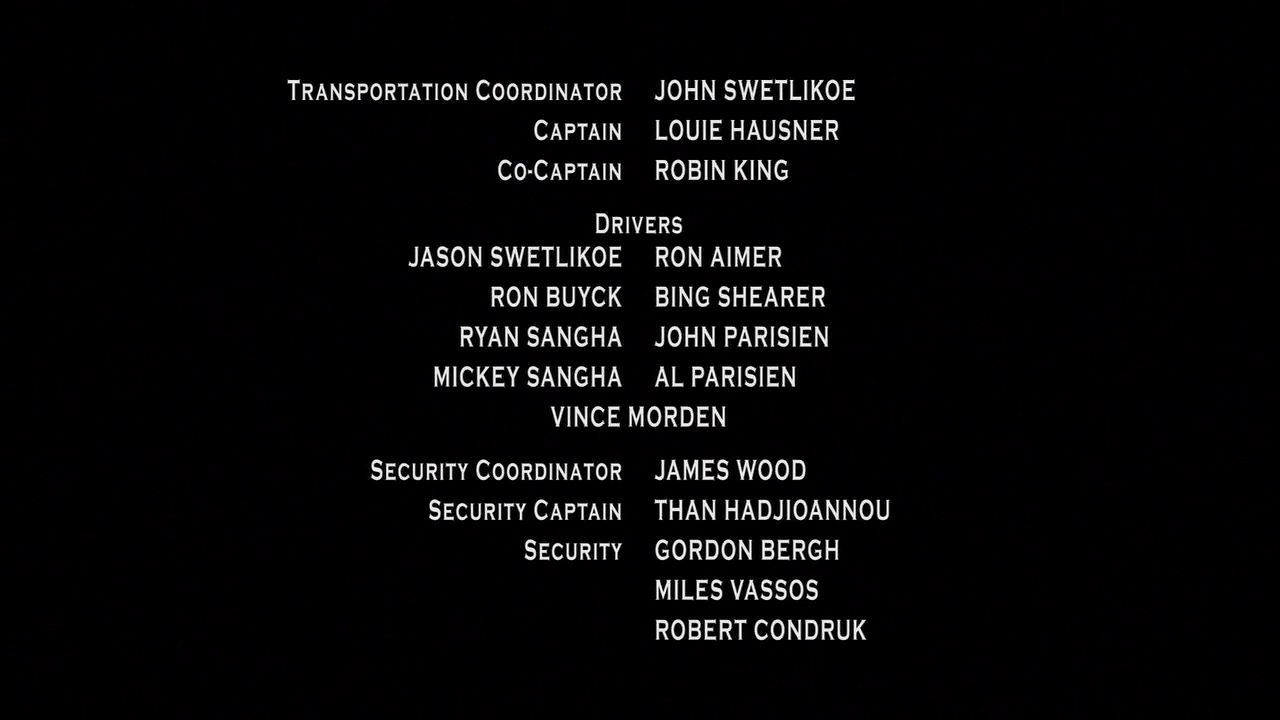 Transportation Coordinator JOHN SWETLIKOE
Captain LOUIE HAUSNER
Co-Captain ROBIN KING
Drivers
JASON SWETLIKOE RON AIMER
RON BUYCK BING SHEARER
RYAN SANGHA JOHN PARISIEN
MICKEY SANGHA AL PARISIEN
VINCE MORDEN
Security Coordinator JAMES WOOD
Security Captain THAN HADJIOANNOU
Security GORDON BERGH
MILES VASSOS
ROBERT CONDRUK